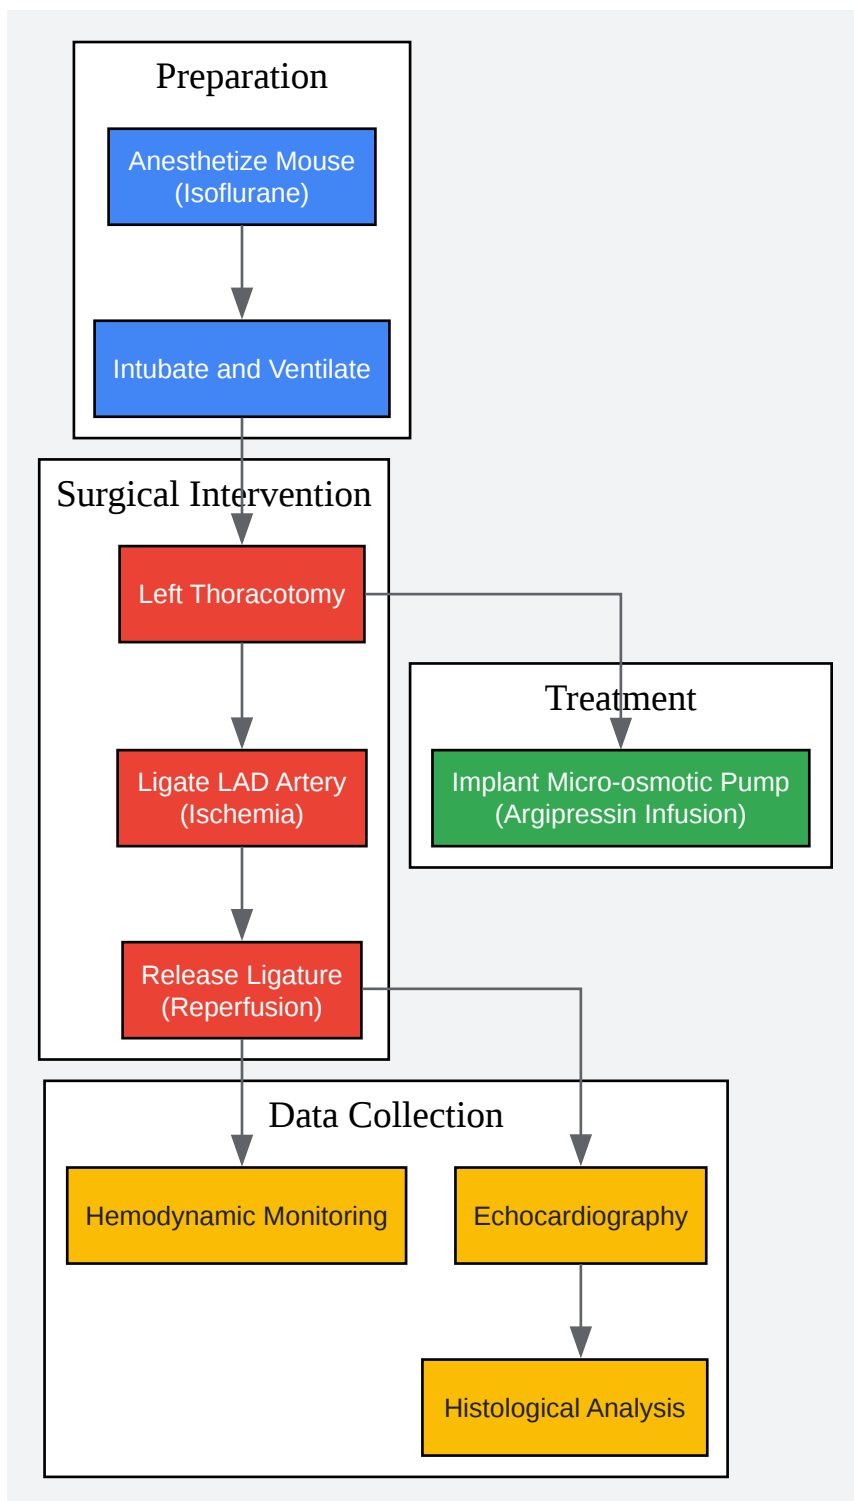 Preparation
Anesthetize Mouse
(Isoflurane)
Intubate and Ventilate
Surgical Intervention
Left Thoracotomy
Ligate LAD Artery
(Ischemia)
Release Ligature
(Reperfusion)
Treatment
Implant Micro-osmotic Pump
(Argipressin Infusion)
Data Collection
Hemodynamic Monitoring
Echocardiography
Histological Analysis